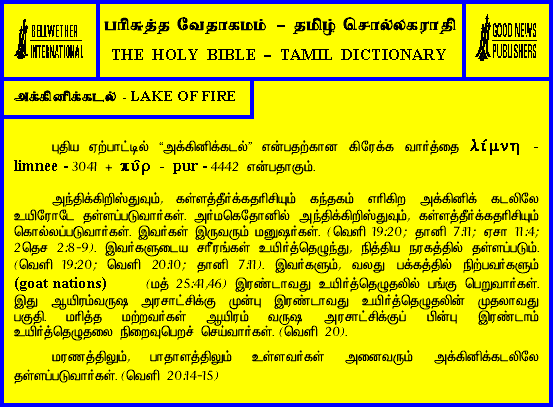 BELLWETHER
INTERNATIONAL
பரிசுத்த வேதாகமம் – தமிழ் சொல்லகராதி
THE HOLY BIBLE – TAMIL DICTIONARY
GOOD NEWS
PUBLISHERS
அக்கினிக்கடல் - LAKE OF FIRE
புதிய ஏற்பாட்டில் “அக்கினிக்கடல்” என்பதற்கான கிரேக்க வார்த்தை λίμνη -
limnee - 3041 + πῦρ - pur - 4442 என்பதாகும்.
அந்திக்கிறிஸ்துவும், கள்ளத்தீர்க்கதரிசியும் கந்தகம் எரிகிற அக்கினிக் கடலிலே
உயிரோடே தள்ளப்படுவார்கள். அர்மகெதோனில் அந்திக்கிறிஸ்துவும், கள்ளத்தீர்க்கதரிசியும்
கொல்லப்படுவார்கள். இவர்கள் இருவரும் மனுஷர்கள். (வெளி 19:20; தானி 7:11; ஏசா 11:4;
2தெச 2:8-9). இவர்களுடைய சரீரங்கள் உயிர்த்தெழுந்து, நித்திய நரகத்தில் தள்ளப்படும்.
(வெளி 19:20; வெளி 20:10; தானி 7:11). இவர்களும், வலது பக்கத்தில் நிற்பவர்களும்
(goat nations) (மத் 25:41,46) இரண்டாவது உயிர்த்தெழுதலில் பங்கு பெறுவார்கள்.
இது ஆயிரம்வருஷ அரசாட்சிக்கு முன்பு இரண்டாவது உயிர்த்தெழுதலின் முதலாவது
பகுதி. மரித்த மற்றவர்கள் ஆயிரம் வருஷ அரசாட்சிக்குப் பின்பு இரண்டாம்
உயிர்த்தெழுதலை நிறைவுபெறச் செய்வார்கள். (வெளி 20).
மரணத்திலும், பாதாளத்திலும் உள்ளவர்கள் அனைவரும் அக்கினிக்கடலிலே
தள்ளப்படுவார்கள். (வெளி 20:14-15)